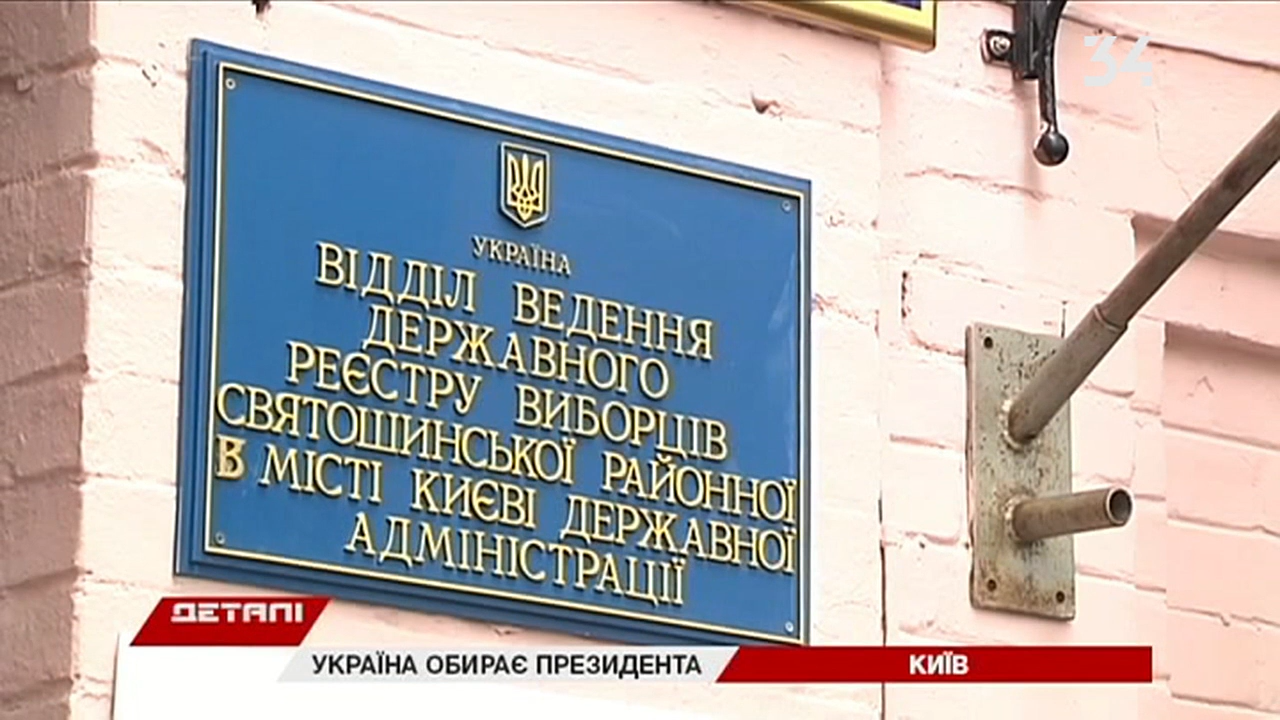 34
УКРАЇНА
ВІДДІЛ ВЕДЕННЯ
ДЕРЖАВНОГО
РЕЄСТРУ ВИБОРЦІВ
СВЯТОШИНСЬКОЇ РАЙОННОЇ
В МІСТІ КИЄВІ ДЕРЖАВНОЇ
АДМІНІСТРАЦІЇ
ДЕТАЛІ
УКРАЇНА ОБИРАЄ ПРЕЗИДЕНТА
КИЇВ